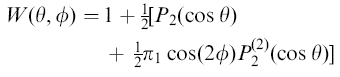 W(θ, ϕ) = 1 + ½[P₂(cos θ)
+ ½π₁ cos(2ϕ)P₂⁽²⁾(cos θ)]